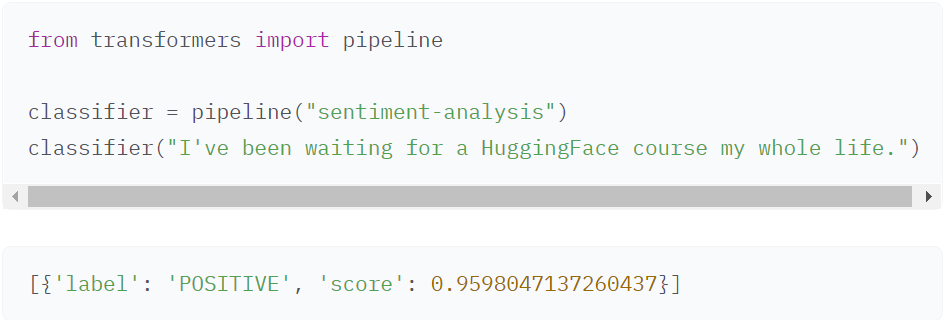 from transformers import pipeline
classifier = pipeline("sentiment-analysis")
classifier("I've been waiting for a HuggingFace course my whole life.")
[{'label': 'POSITIVE', 'score': 0.9598047137260437}]